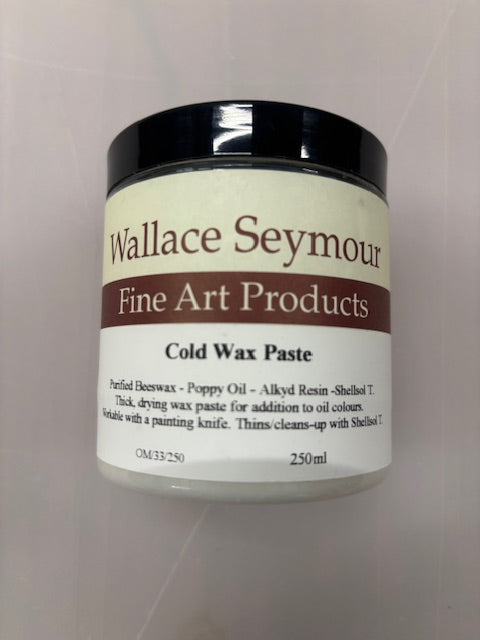 Wallace Seymour
Fine Art Products
Cold Wax Paste
Purified Beeswax - Poppy Oil - Alkyd Resin -Shellsol T.
Thick, drying wax paste for addition to oil colours.
Workable with a painting knife. Thins/cleans-up with Shellsol T.
OM/33/250 250ml